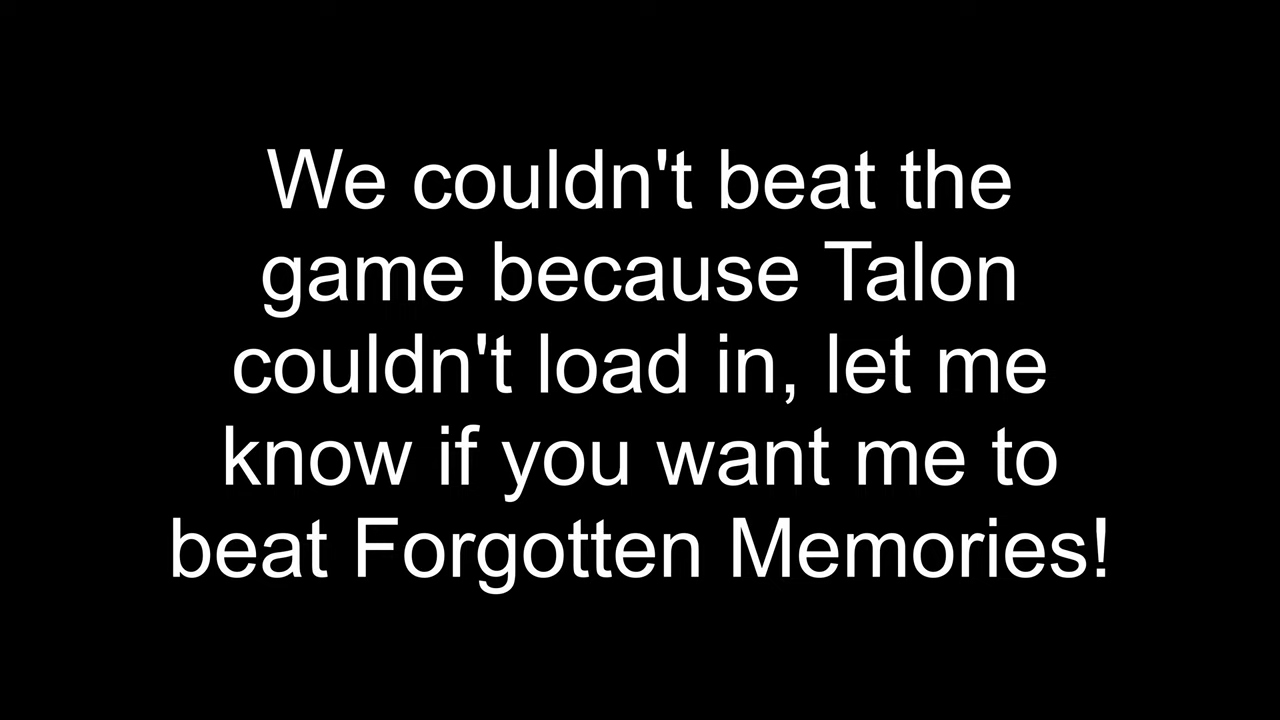 We couldn't beat the
game because Talon
couldn't load in, let me
know if you want me to
beat Forgotten Memories!